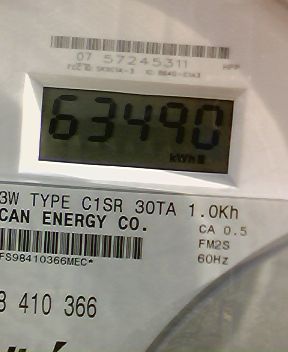 07 57245311
63490
kWh
3W TYPE C1SR 30TA 1.0Kh
CAN ENERGY CO.
CA 0.5
FM2S
60Hz
FS98410366MEC*
8 410 366